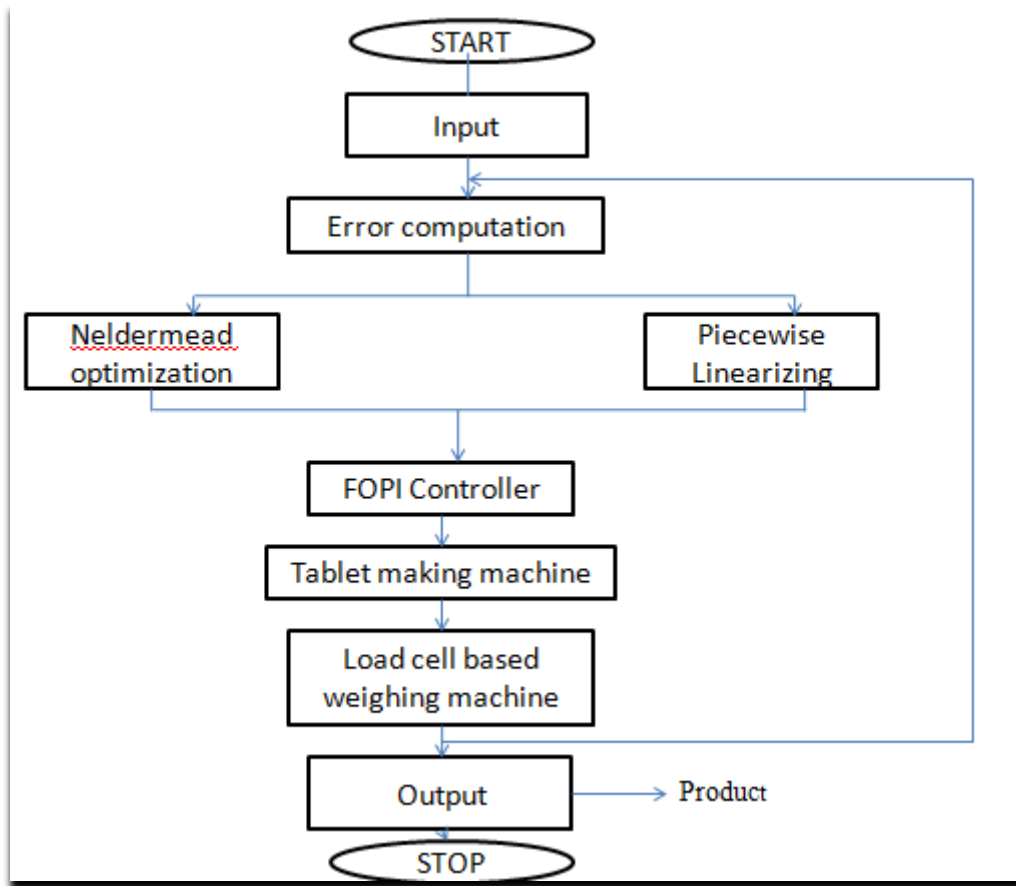 START
Input
Error computation
Neldermead
optimization
Piecewise
Linearizing
FOPI Controller
Tablet making machine
Load cell based
weighing machine
Output
Product
STOP